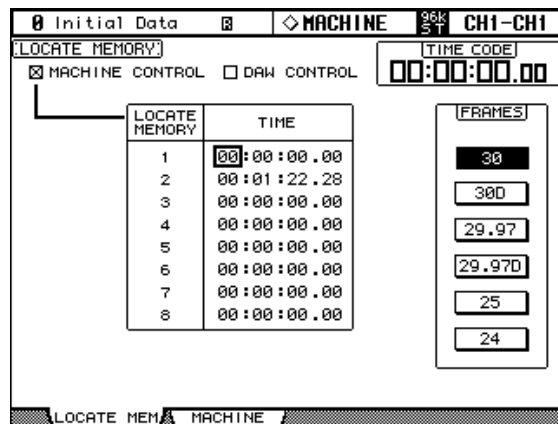 0 Initial Data B ◇MACHINE 96k ST CH1-CH1
LOCATE MEMORY
TIME CODE
☒ MACHINE CONTROL ☐ DAW CONTROL
00:00:00.00
LOCATE MEMORY TIME
FRAMES
1 00:00:00.00
2 00:01:22.28
3 00:00:00.00
4 00:00:00.00
5 00:00:00.00
6 00:00:00.00
7 00:00:00.00
8 00:00:00.00
30
30D
29.97
29.97D
25
24
LOCATE MEM MACHINE